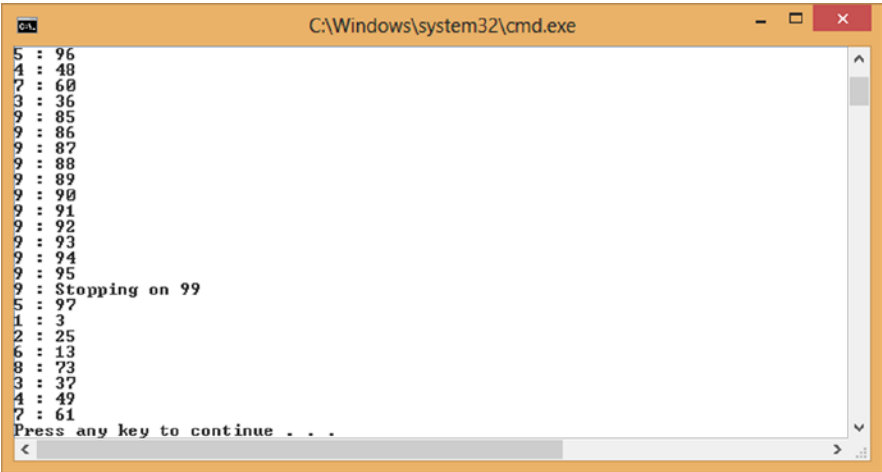 C:\Windows\system32\cmd.exe
5 : 96
4 : 48
7 : 60
3 : 36
9 : 85
9 : 86
9 : 87
9 : 88
9 : 89
9 : 90
9 : 91
9 : 92
9 : 93
9 : 94
9 : 95
9 : Stopping on 99
5 : 97
1 : 3
2 : 25
6 : 13
8 : 73
3 : 37
4 : 49
7 : 61
Press any key to continue . . .